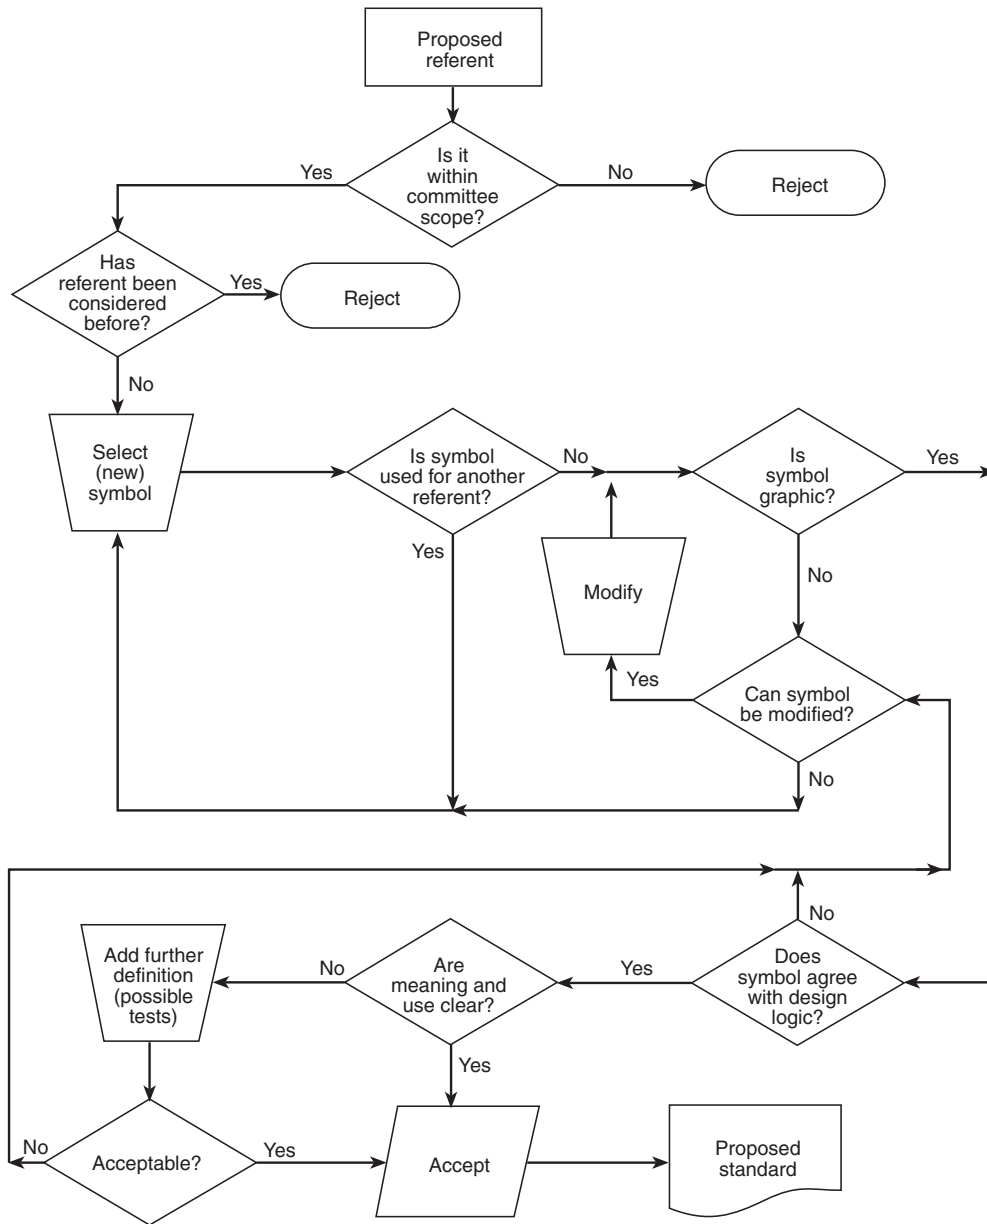 Proposed
referent
Is it
within
committee
scope?
Yes
No
Reject
Has
referent been
considered
before?
Yes
Reject
No
Select
(new)
symbol
Is symbol
used for another
referent?
No
Is
symbol
graphic?
Yes
Yes
Modify
No
Yes
Can symbol
be modified?
No
No
Add further
definition
(possible
tests)
No
Are
meaning and
use clear?
Yes
Does
symbol agree
with design
logic?
Yes
No
Acceptable?
Yes
Accept
Proposed
standard